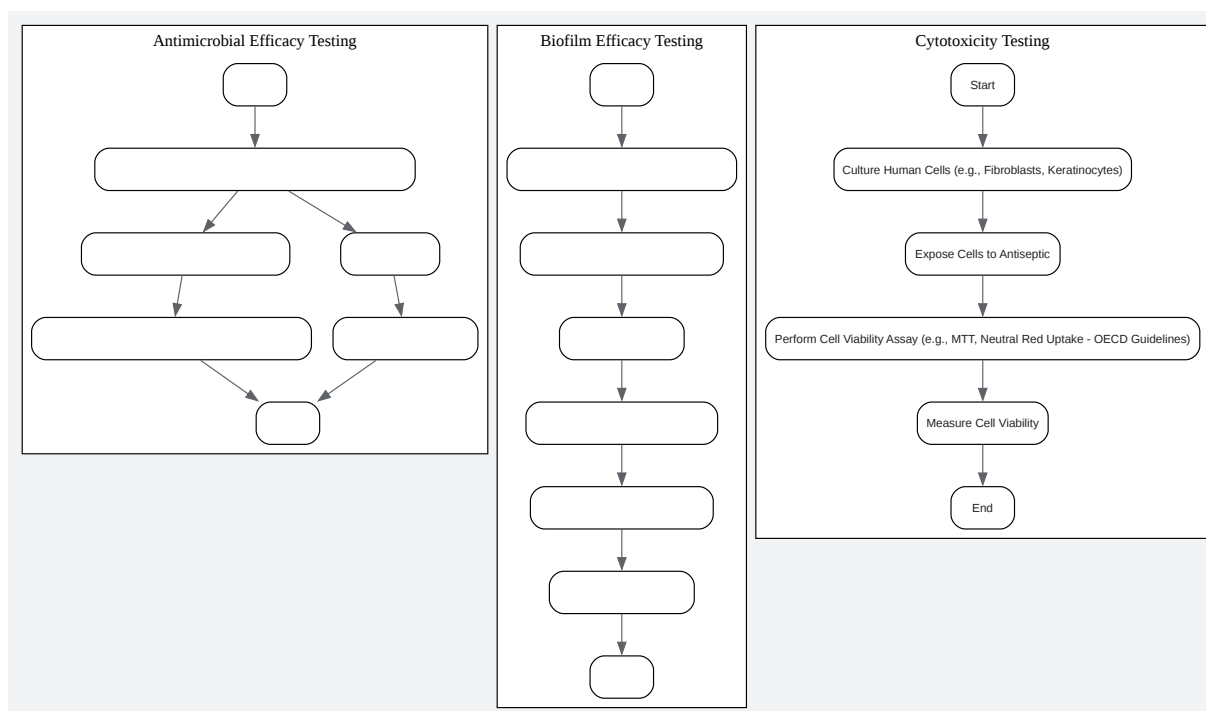 Antimicrobial Efficacy Testing
Biofilm Efficacy Testing
Cytotoxicity Testing
Start
Culture Human Cells (e.g., Fibroblasts, Keratinocytes)
Expose Cells to Antiseptic
Perform Cell Viability Assay (e.g., MTT, Neutral Red Uptake - OECD Guidelines)
Measure Cell Viability
End